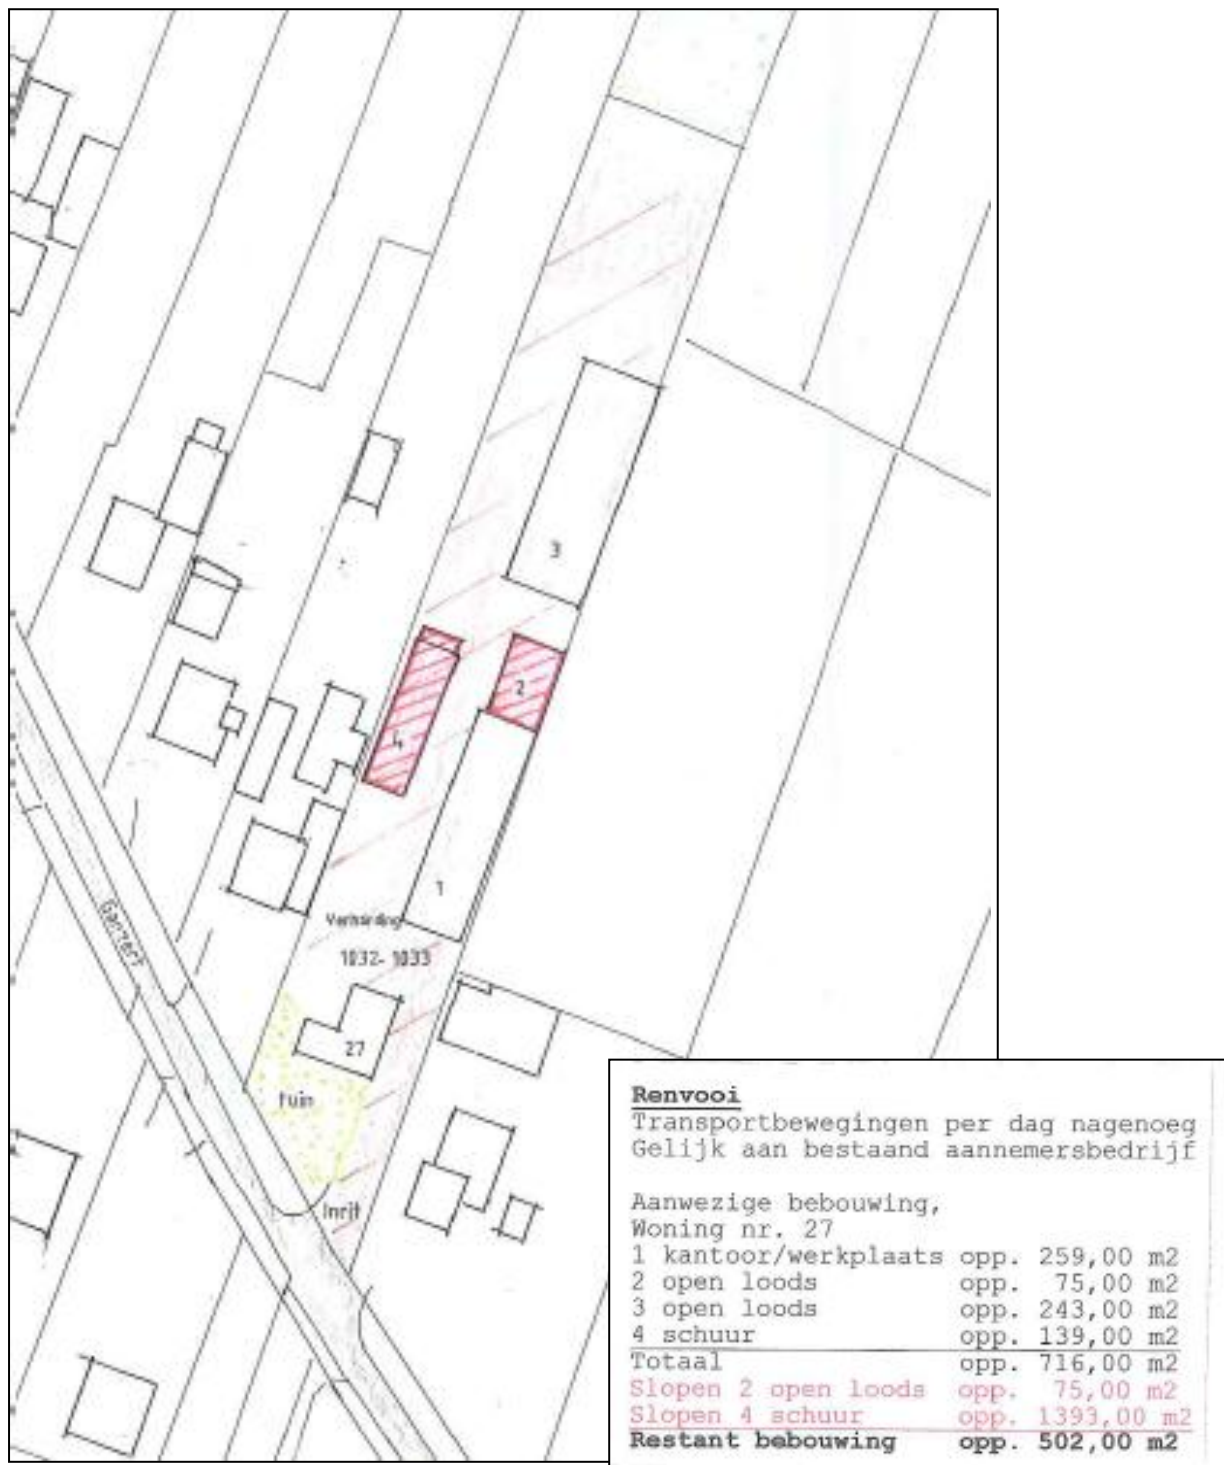 3
2
4
1
Verharding
1032- 1033
Ganzert
27
tuin
Inrit
Renvooi
Transportbewegingen per dag nagenoeg
Gelijk aan bestaand aannemersbedrijf
Aanwezige bebouwing,
Woning nr. 27
1 kantoor/werkplaats opp. 259,00 m2
2 open loods opp. 75,00 m2
3 open loods opp. 243,00 m2
4 schuur opp. 139,00 m2
Totaal opp. 716,00 m2
Slopen 2 open loods opp. 75,00 m2
Slopen 4 schuur opp. 1393,00 m2
Restant bebouwing opp. 502,00 m2